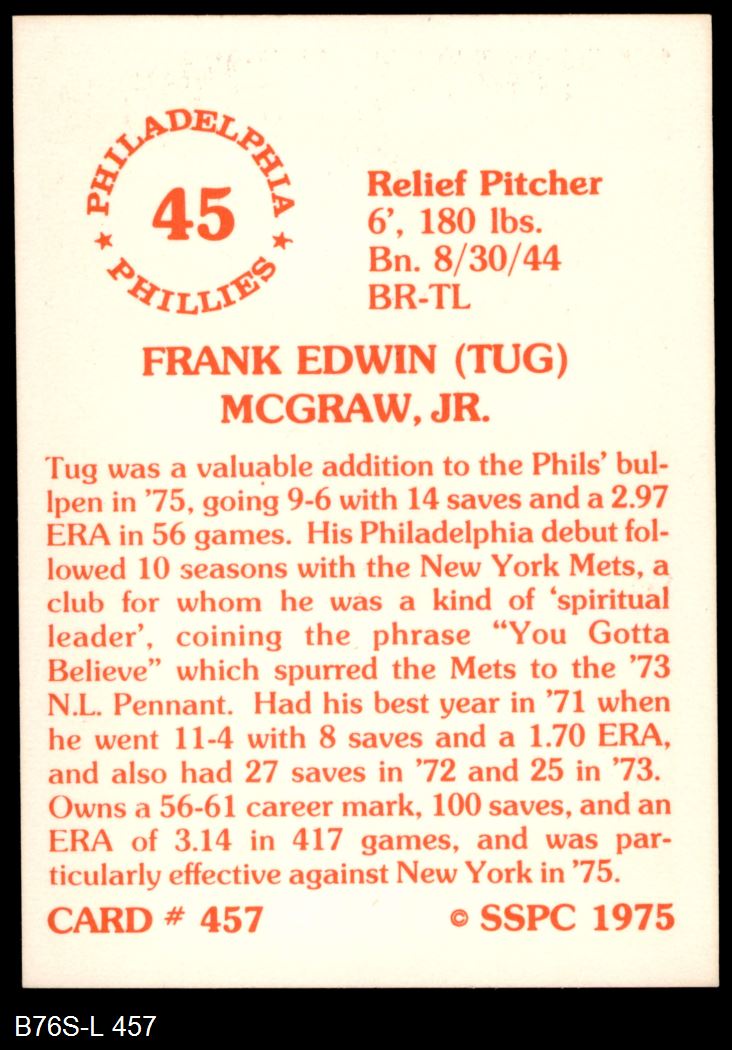 PHILADELPHIA
45
★ PHILLIES ★
Relief Pitcher
6', 180 lbs.
Bn. 8/30/44
BR-TL
FRANK EDWIN (TUG)
MCGRAW, JR.
Tug was a valuable addition to the Phils' bul-
lpen in '75, going 9-6 with 14 saves and a 2.97
ERA in 56 games. His Philadelphia debut fol-
lowed 10 seasons with the New York Mets, a
club for whom he was a kind of 'spiritual
leader', coining the phrase "You Gotta
Believe" which spurred the Mets to the '73
N.L. Pennant. Had his best year in '71 when
he went 11-4 with 8 saves and a 1.70 ERA,
and also had 27 saves in '72 and 25 in '73.
Owns a 56-61 career mark, 100 saves, and an
ERA of 3.14 in 417 games, and was par-
ticularly effective against New York in '75.
CARD # 457
© SSPC 1975
B76S-L 457